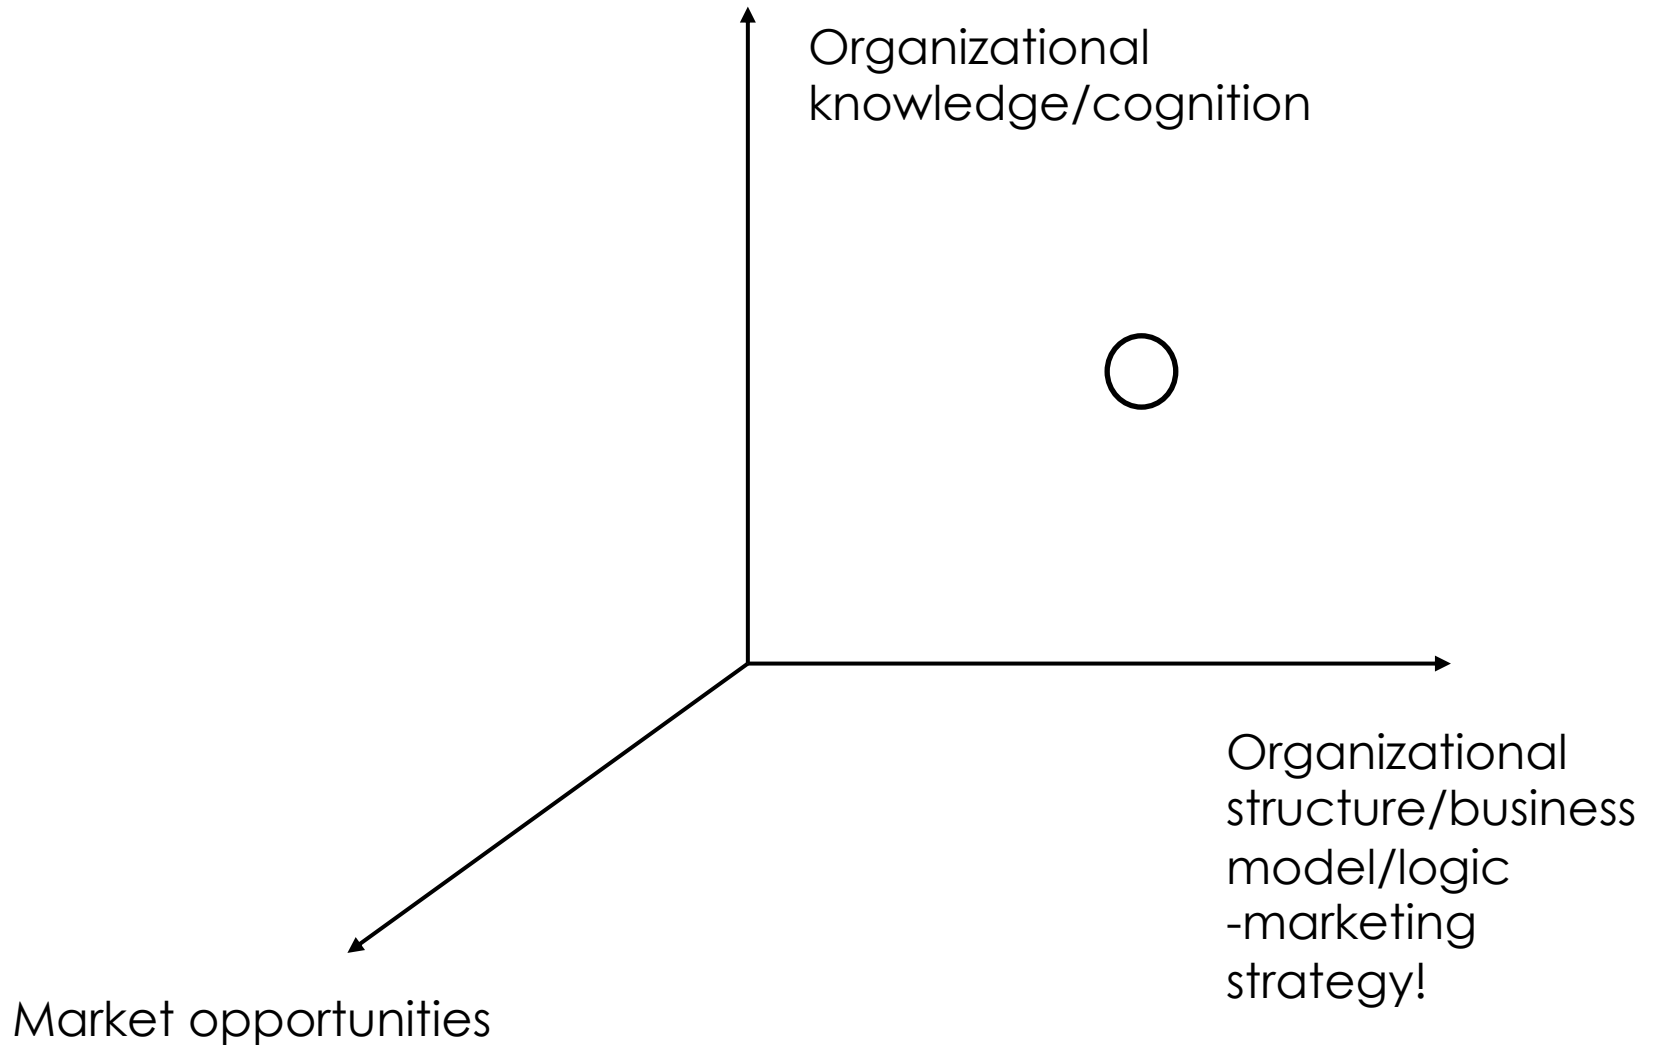 Organizational
knowledge/cognition
Organizational
structure/business
model/logic
-marketing
strategy!
Market opportunities